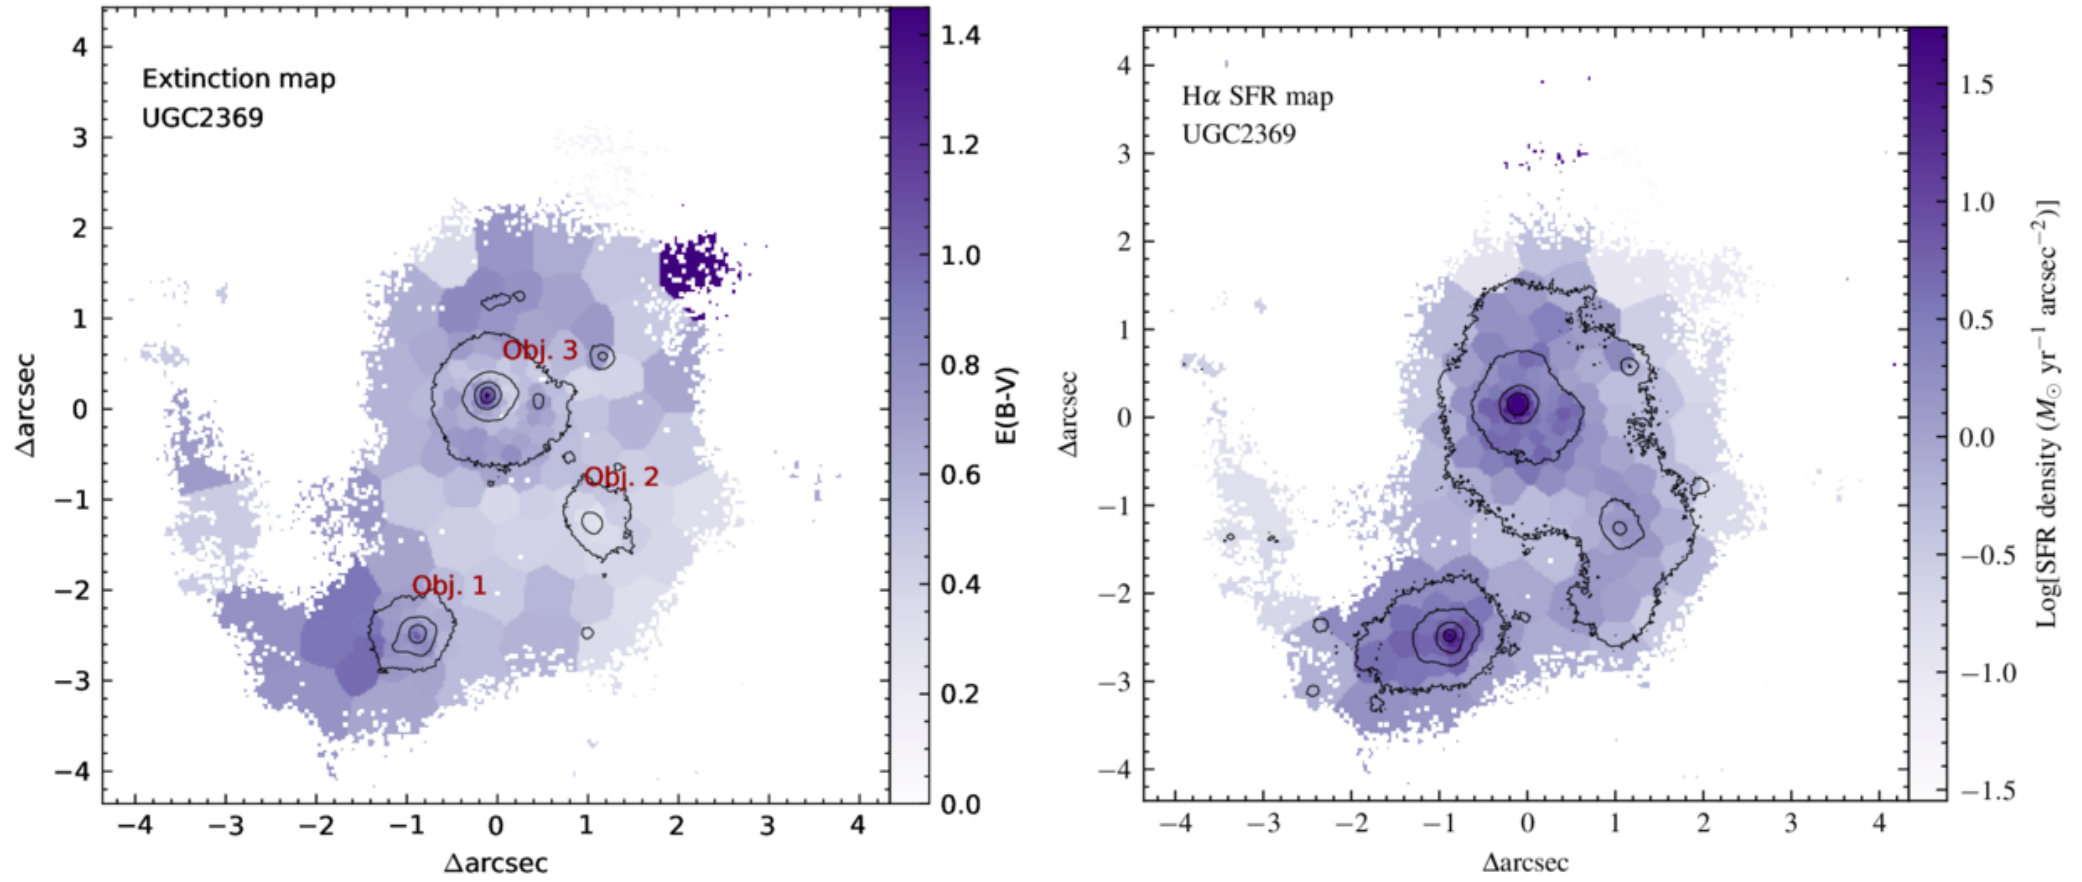 Extinction map
UGC2369
Obj. 3
Obj. 2
Obj. 1
4
3
2
1
0
−1
−2
−3
−4
−4 −3 −2 −1 0 1 2 3 4
Δarcsec
Δarcsec
1.4
1.2
1.0
0.8
0.6
0.4
0.2
0.0
E(B-V)
Hα SFR map
UGC2369
4
3
2
1
0
−1
−2
−3
−4
−4 −3 −2 −1 0 1 2 3 4
Δarcsec
Δarcsec
1.5
1.0
0.5
0.0
−0.5
−1.0
−1.5
Log[SFR density (M⊙ yr⁻¹ arcsec⁻²)]